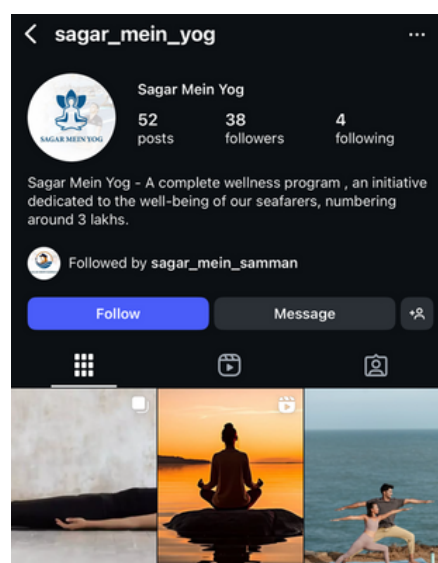 sagar_mein_yog
SAGAR MEIN YOG
Sagar Mein Yog
52 38 4
posts followers following
Sagar Mein Yog - A complete wellness program , an initiative
dedicated to the well-being of our seafarers, numbering
around 3 lakhs.
Followed by sagar_mein_samman
Follow Message